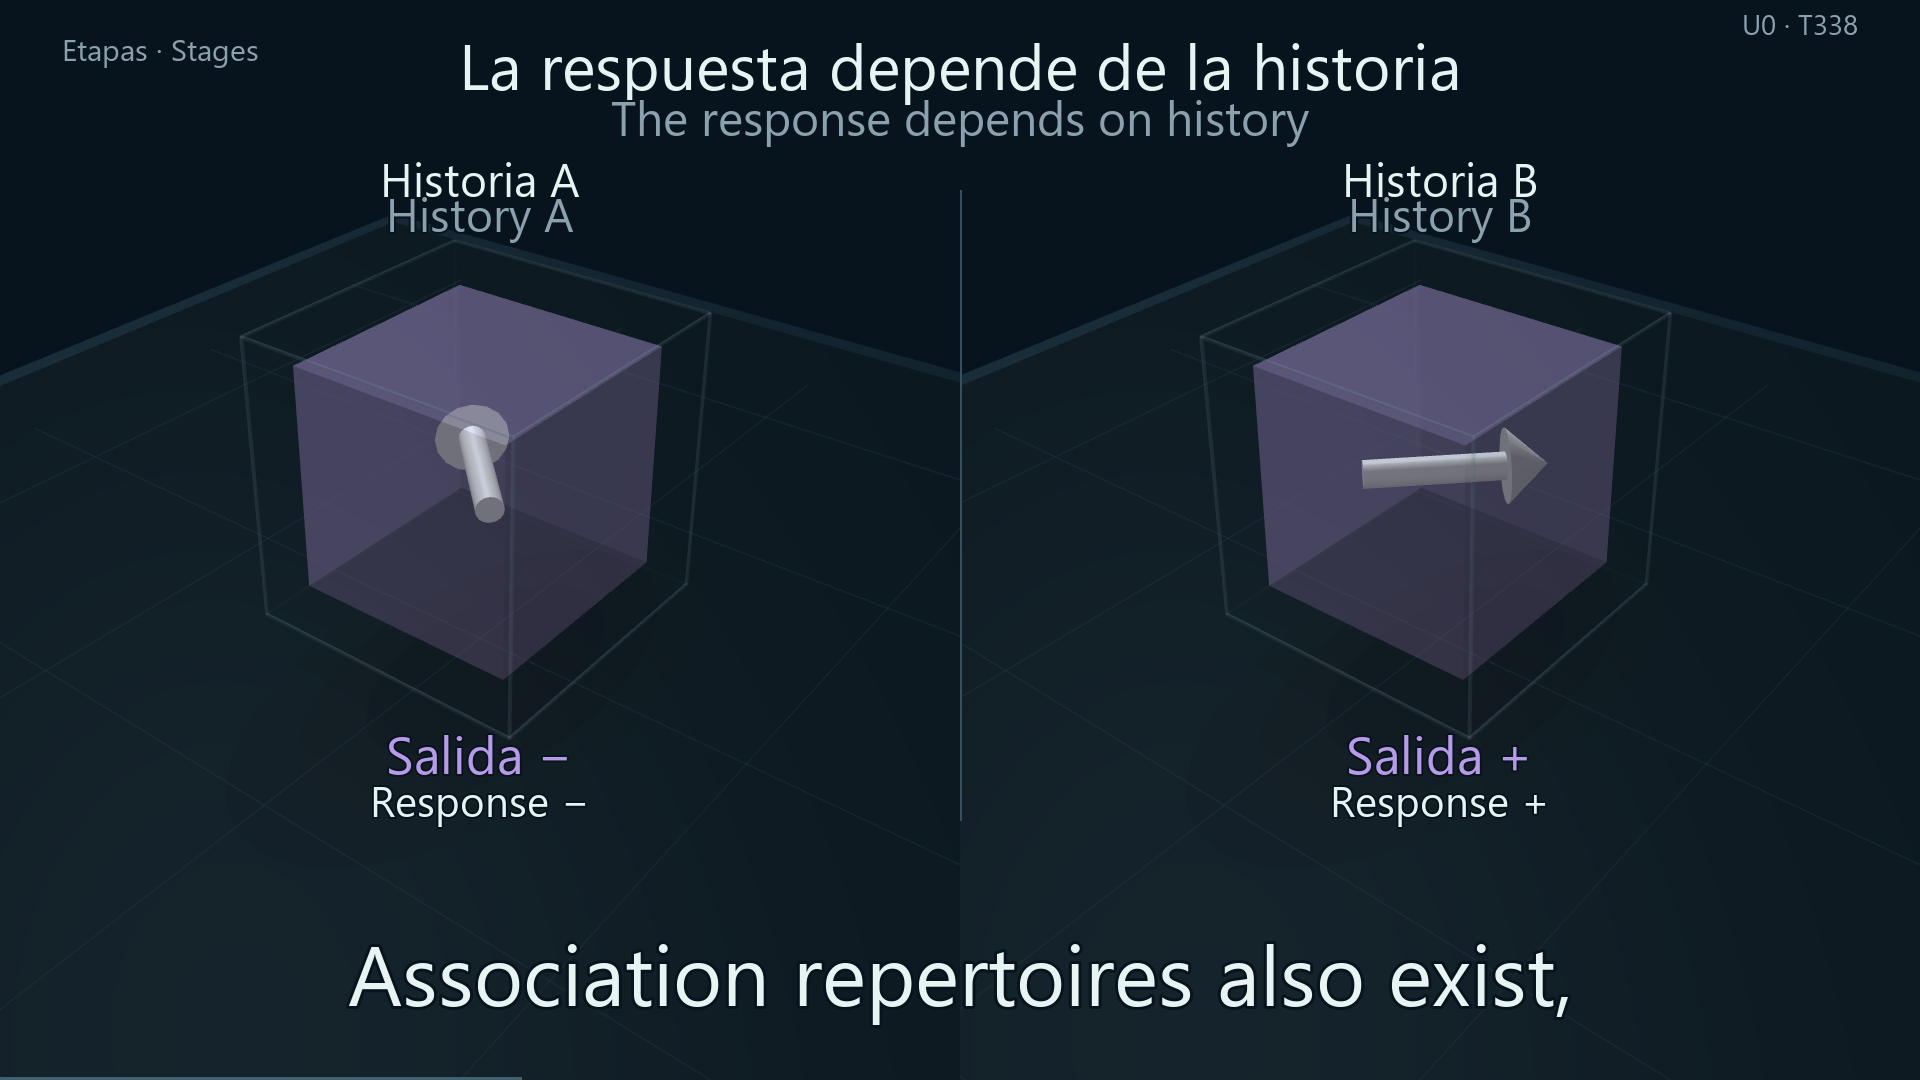 Etapas · Stages
U0 · T338
La respuesta depende de la historia
The response depends on history
Historia A
History A
Historia B
History B
Salida −
Response −
Salida +
Response +
Association repertoires also exist,